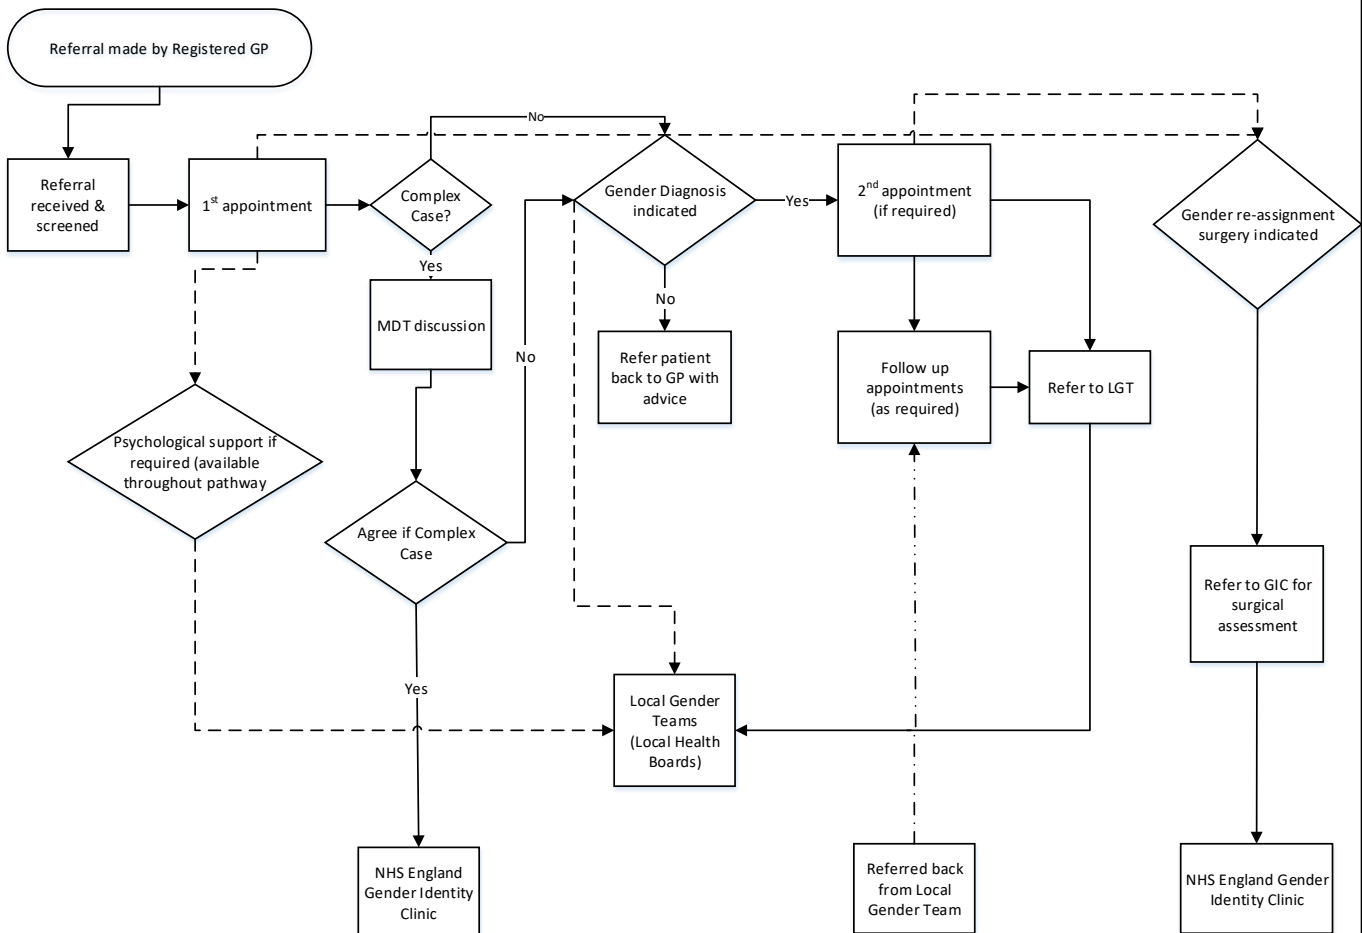 Referral made by Registered GP
Referral
received &
screened
1st appointment
Complex
Case?
No
Yes
MDT discussion
Agree if Complex
Case
No
Yes
NHS England
Gender Identity
Clinic
Psychological support if
required (available
throughout pathway
Gender Diagnosis
indicated
Yes
No
Refer patient
back to GP with
advice
2nd appointment
(if required)
Follow up
appointments
(as required)
Refer to LGT
Local Gender
Teams
(Local Health
Boards)
Referred back
from Local
Gender Team
Gender re-assignment
surgery indicated
Refer to GIC for
surgical
assessment
NHS England Gender
Identity Clinic